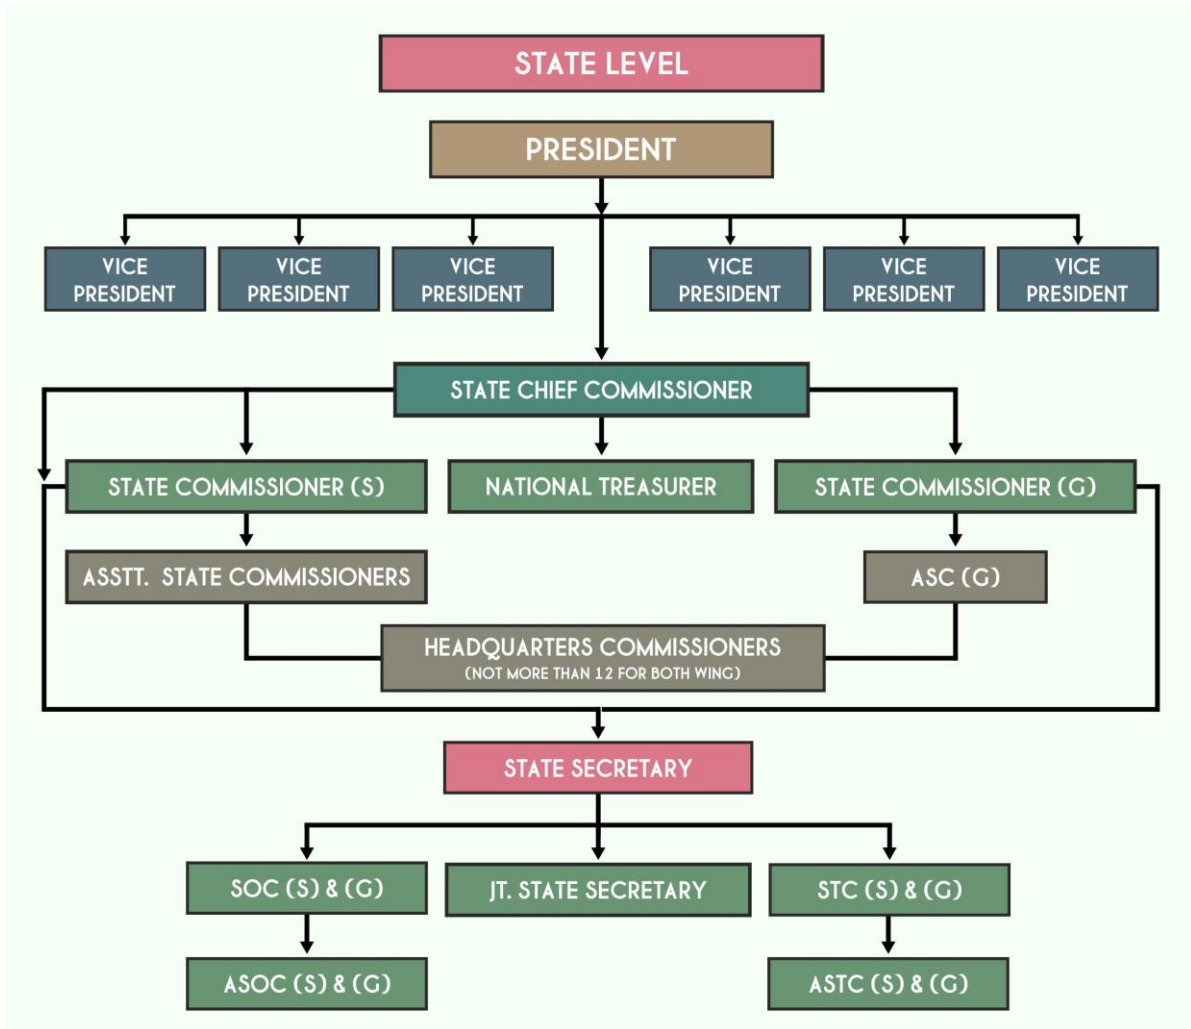 STATE LEVEL
PRESIDENT
VICE
PRESIDENT
VICE
PRESIDENT
VICE
PRESIDENT
VICE
PRESIDENT
VICE
PRESIDENT
VICE
PRESIDENT
STATE CHIEF COMMISSIONER
STATE COMMISSIONER (S)
NATIONAL TREASURER
STATE COMMISSIONER (G)
ASSTT. STATE COMMISSIONERS
ASC (G)
HEADQUARTERS COMMISSIONERS
(NOT MORE THAN 12 FOR BOTH WING)
STATE SECRETARY
SOC (S) & (G)
JT. STATE SECRETARY
STC (S) & (G)
ASOC (S) & (G)
ASTC (S) & (G)